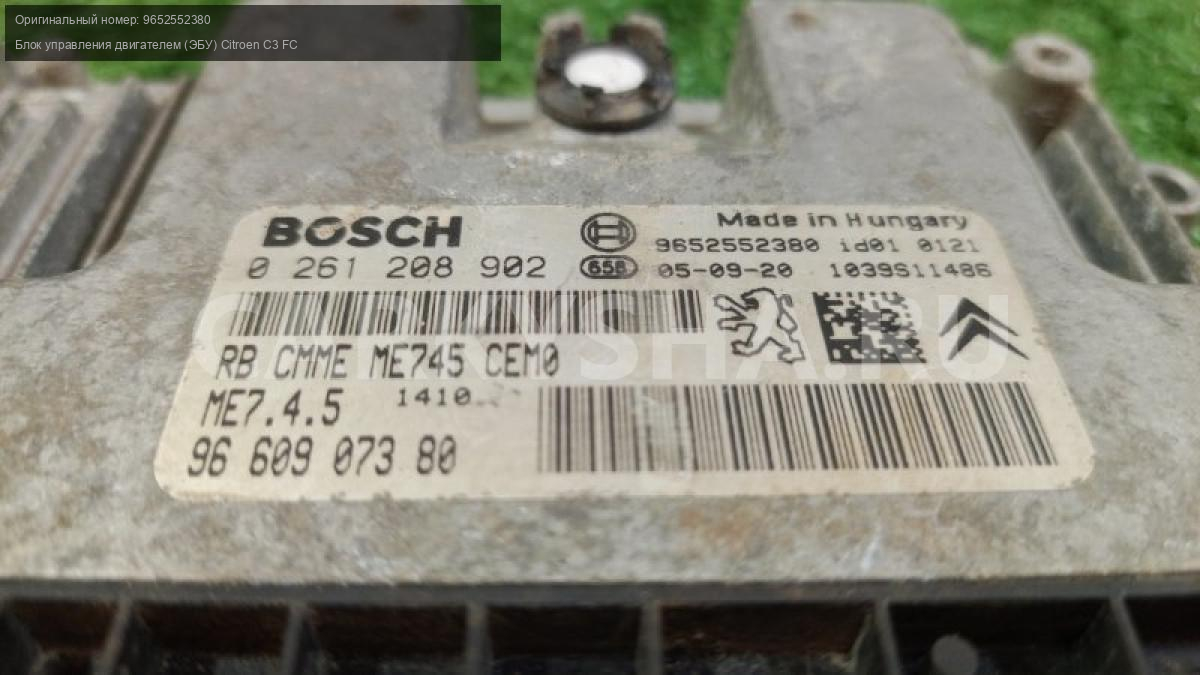 Оригинальный номер: 9652552380
Блок управления двигателем (ЭБУ) Citroen C3 FC
BOSCH
Made in Hungary
9652552380 id01 0121
0 261 208 902
658 05-09-20 1039S11486
RB CMME ME745 CEM0
ME7.4.5 1410
96 609 073 80